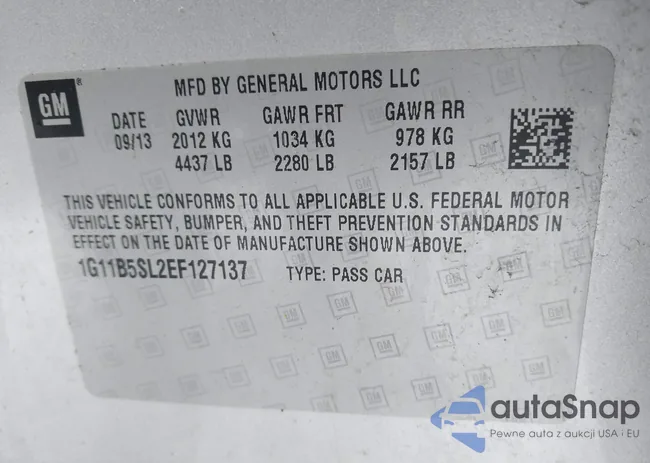 GM
MFD BY GENERAL MOTORS LLC
DATE GVWR GAWR FRT GAWR RR
09/13 2012 KG 1034 KG 978 KG
4437 LB 2280 LB 2157 LB
THIS VEHICLE CONFORMS TO ALL APPLICABLE U.S. FEDERAL MOTOR
VEHICLE SAFETY, BUMPER, AND THEFT PREVENTION STANDARDS IN
EFFECT ON THE DATE OF MANUFACTURE SHOWN ABOVE.
1G11B5SL2EF127137 TYPE: PASS CAR
autaSnap
Pewne auta z aukcji USA i EU